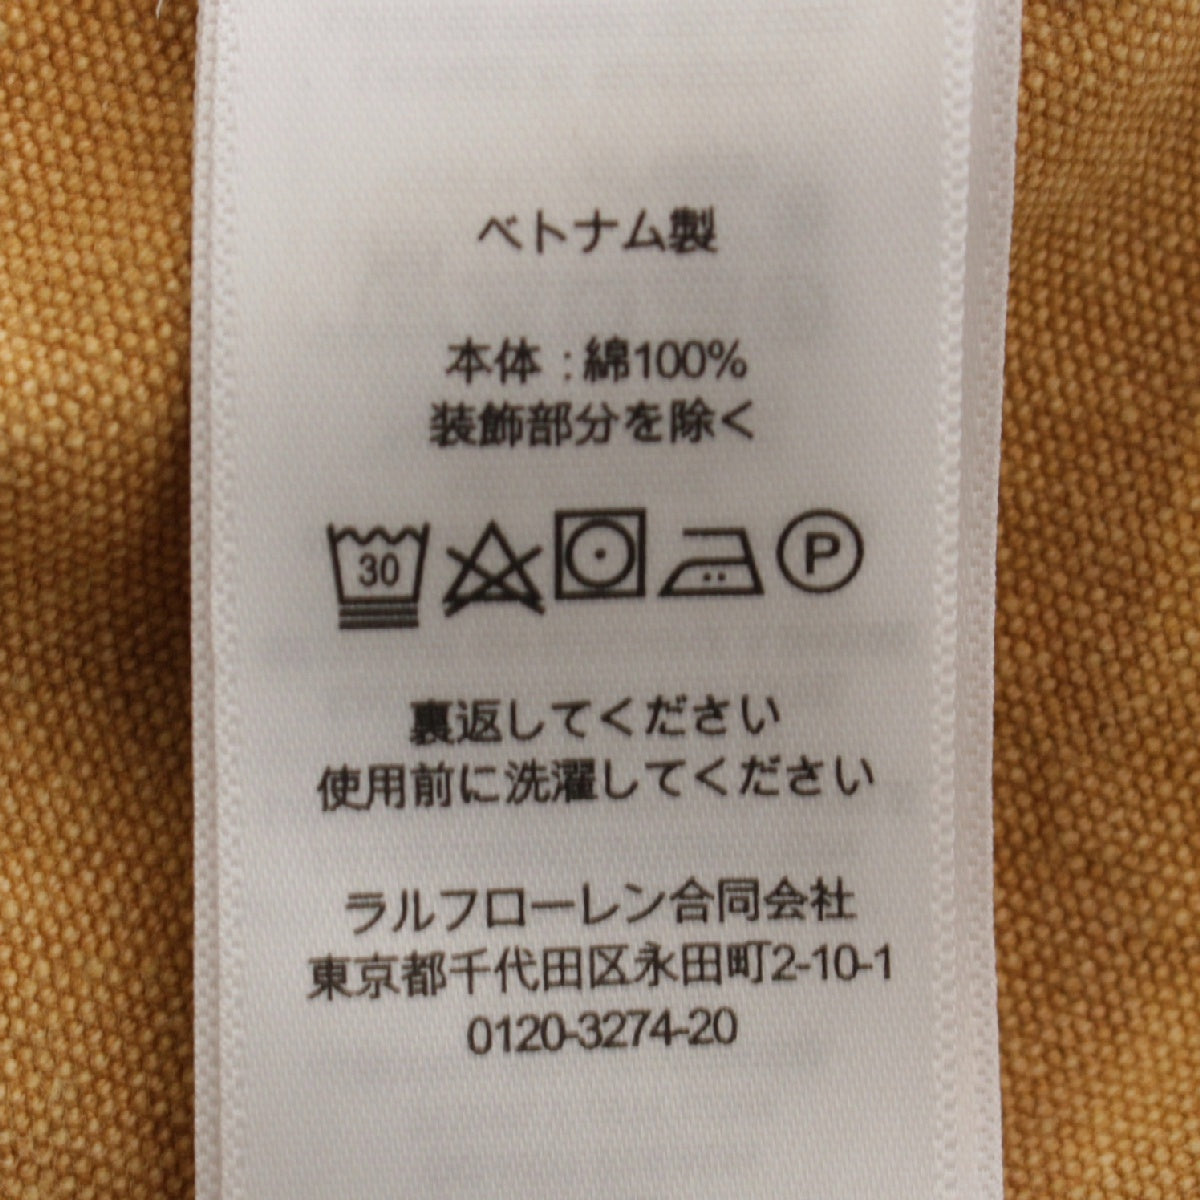 ベトナム製
本体 : 綿100%
装飾部分を除く
30
P
裏返してください
使用前に洗濯してください
ラルフローレン合同会社
東京都千代田区永田町2-10-1
0120-3274-20